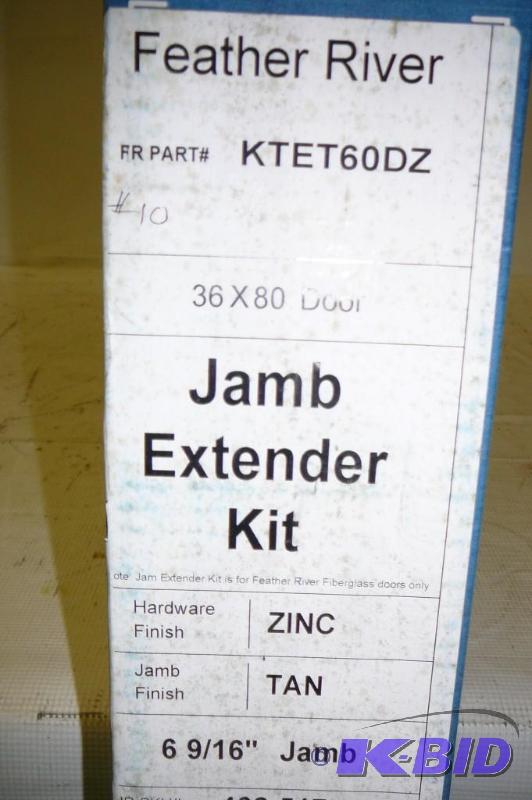 Feather River
FR PART# KTET60DZ
#10
36 X 80 Door
Jamb
Extender
Kit
ote Jam Extender Kit is for Feather River Fiberglass doors only
Hardware
Finish
ZINC
Jamb
Finish
TAN
6 9/16" Jamb
© K-BID